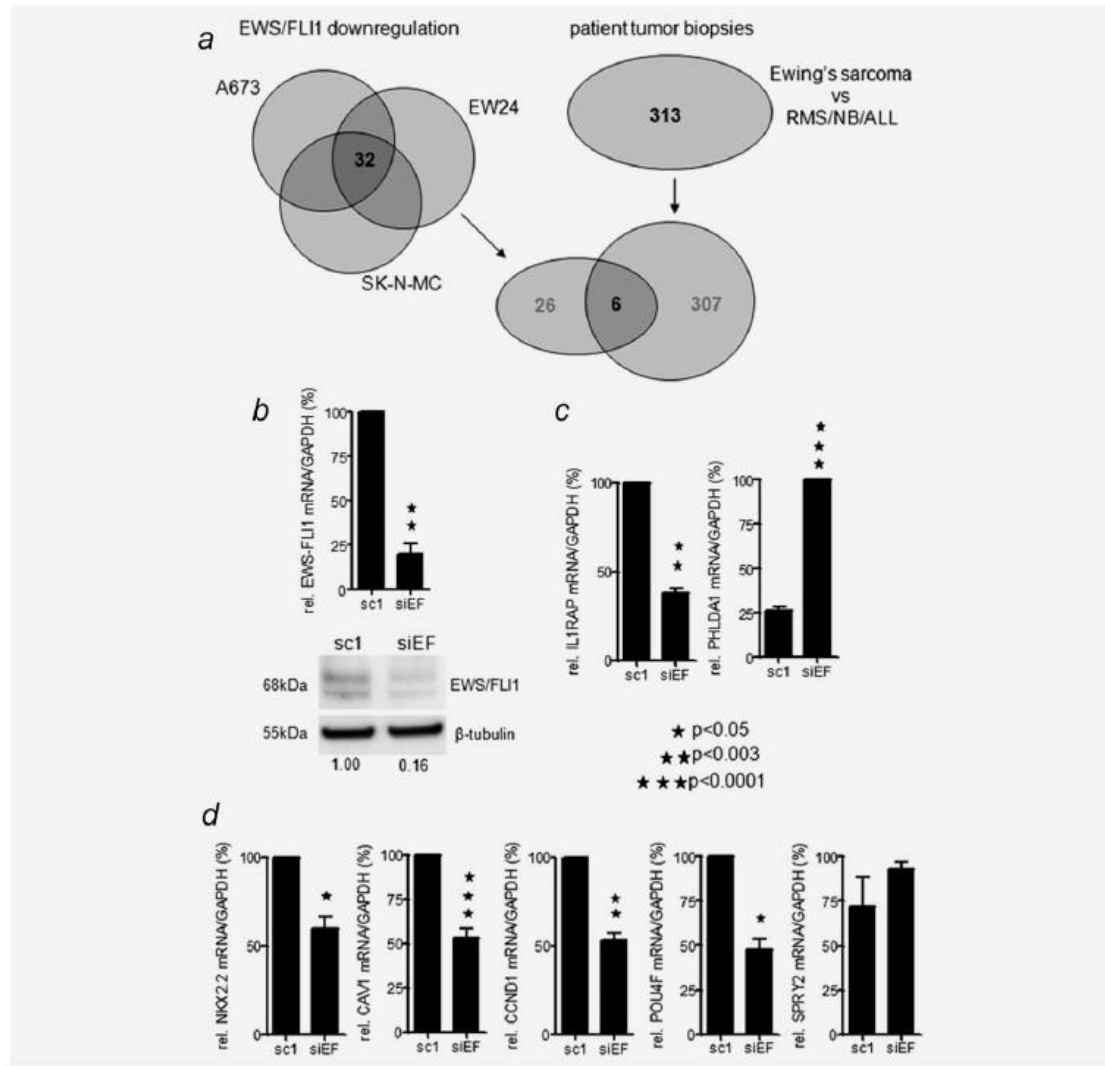 a
EWS/FLI1 downregulation
patient tumor biopsies
A673
EW24
32
SK-N-MC
313
Ewing's sarcoma
vs
RMS/NB/ALL
26
6
307
b
rel. EWS-FLI1 mRNA/GAPDH (%)
100
75
50
25
0
★★
sc1 siEF
sc1 siEF
68kDa EWS/FLI1
55kDa β-tubulin
1.00 0.16
c
rel. IL1RAP mRNA/GAPDH (%)
100
50
0
★★
sc1 siEF
rel. PHLDA1 mRNA/GAPDH (%)
100
75
50
25
0
★★★
sc1 siEF
★ p<0.05
★★p<0.003
★★★p<0.0001
d
rel. NKX2.2 mRNA/GAPDH (%)
100
50
0
★
sc1 siEF
rel. CAV1 mRNA/GAPDH (%)
100
75
50
25
0
★★★
sc1 siEF
rel. CCND1 mRNA/GAPDH (%)
100
50
0
★★
sc1 siEF
rel. POU4F mRNA/GAPDH (%)
100
75
50
25
0
★
sc1 siEF
rel. SPRY2 mRNA/GAPDH (%)
100
75
50
25
0
sc1 siEF